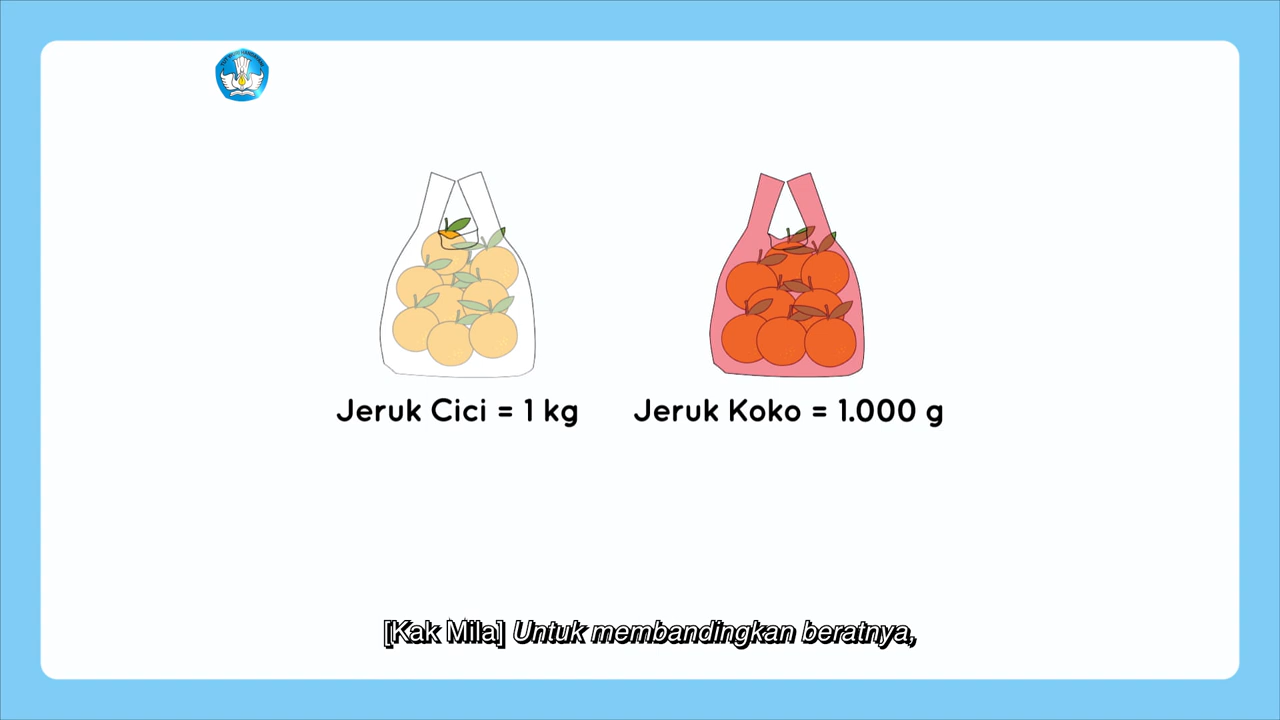 Jeruk Cici = 1 kg
Jeruk Koko = 1.000 g
[Kak Mila] Untuk membandingkan beratnya,